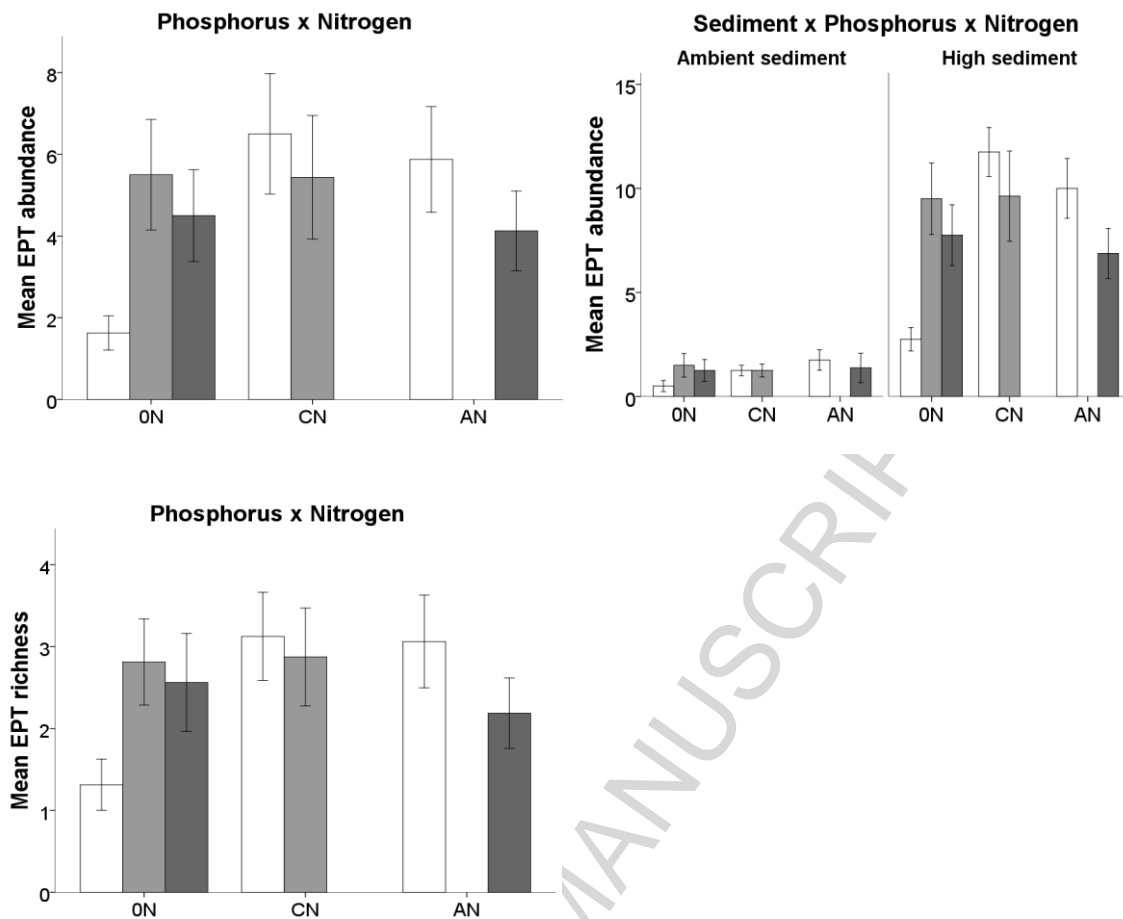 Phosphorus x Nitrogen
Mean EPT abundance
8
6
4
2
0
0N CN AN
Sediment x Phosphorus x Nitrogen
Ambient sediment High sediment
Mean EPT abundance
15
10
5
0
0N CN AN 0N CN AN
Phosphorus x Nitrogen
Mean EPT richness
4
3
2
1
0
0N CN AN
MANUSCRIP